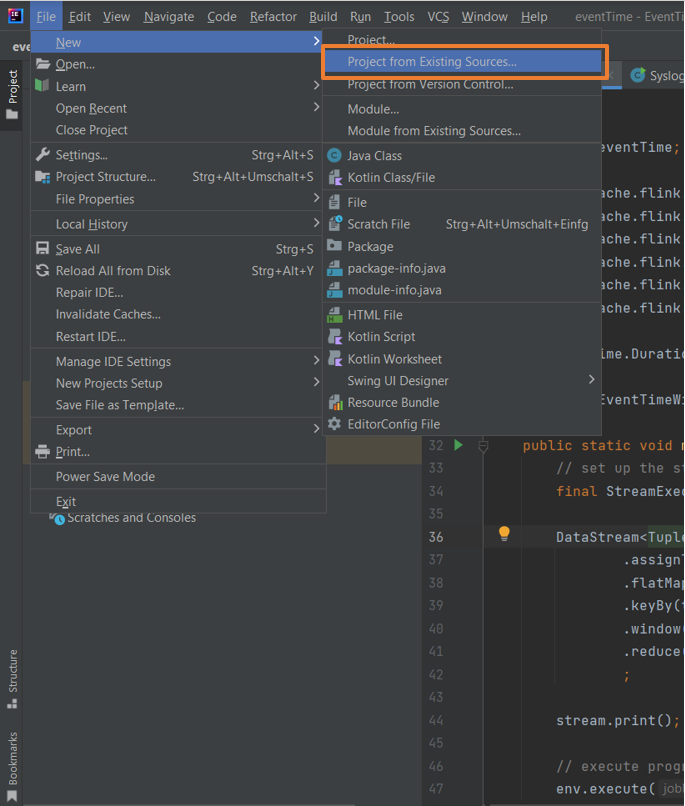 File Edit View Navigate Code Refactor Build Run Tools VCS Window Help eventTime - EventTi
Project
New
Open...
Learn
Open Recent
Close Project
Settings... Strg+Alt+S
Project Structure... Strg+Alt+Umschalt+S
File Properties
Local History
Save All Strg+S
Reload All from Disk Strg+Alt+Y
Repair IDE...
Invalidate Caches...
Restart IDE...
Manage IDE Settings
New Projects Setup
Save File as Template...
Export
Print...
Power Save Mode
Exit
Scratches and Consoles
Project...
Project from Existing Sources...
Project from Version Control...
Module...
Module from Existing Sources...
Java Class
Kotlin Class/File
File
Scratch File Strg+Alt+Umschalt+Einfg
Package
package-info.java
module-info.java
HTML File
Kotlin Script
Kotlin Worksheet
Swing UI Designer
Resource Bundle
EditorConfig File
Syslog
eventTime;
ache.flink
ache.flink
ache.flink
ache.flink
ache.flink
ache.flink
ime.Duratio
EventTimeWi
32 public static void m
33 // set up the st
34 final StreamExec
35
36 DataStream<Tuple
37 .assignT
38 .flatMap
39 .keyBy(t
40 .window(
41 .reduce(
42 ;
43
44 stream.print();
45
46 // execute progr
47 env.execute( jobl
Structure
Bookmarks